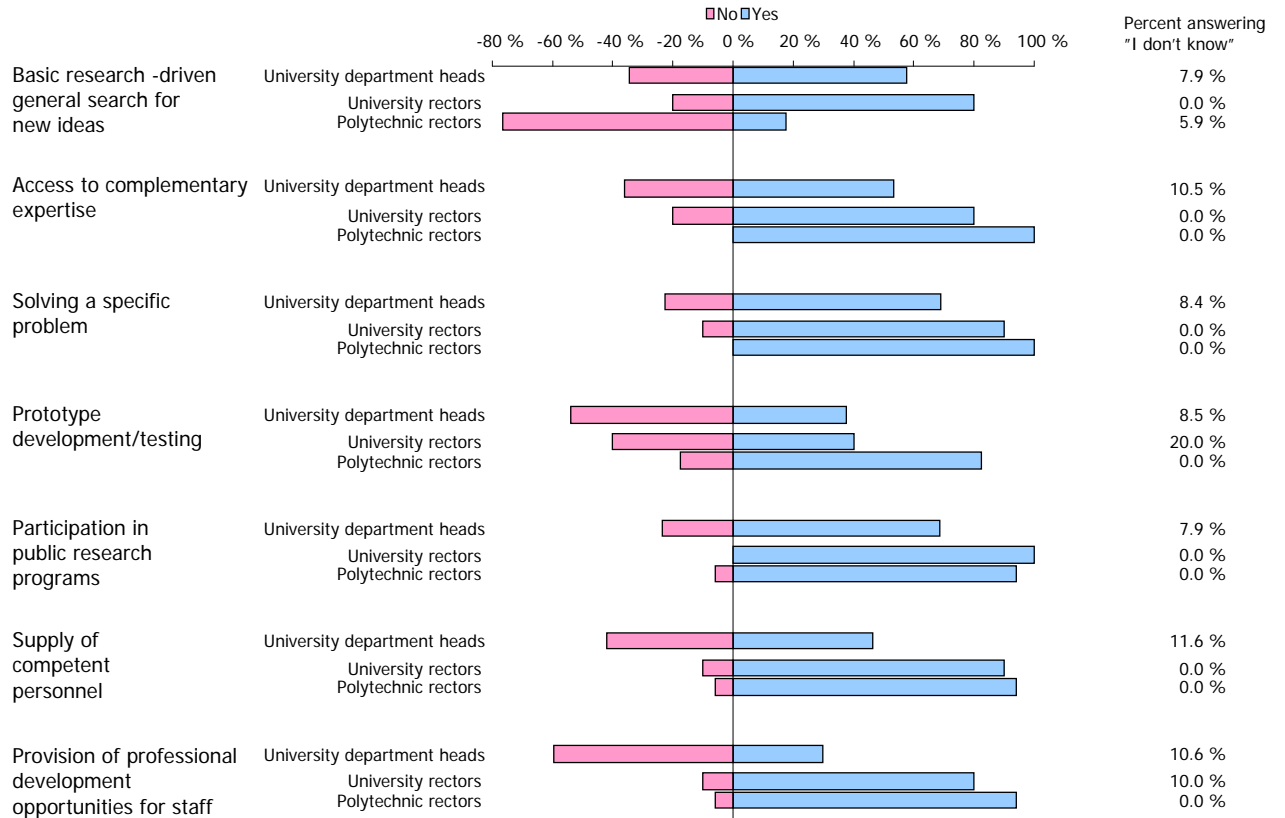 No Yes
Percent answering
"I don't know"
-80 % -60 % -40 % -20 % 0 % 20 % 40 % 60 % 80 % 100 %
Basic research -driven
general search for
new ideas
University department heads 7.9 %
University rectors 0.0 %
Polytechnic rectors 5.9 %
Access to complementary
expertise
University department heads 10.5 %
University rectors 0.0 %
Polytechnic rectors 0.0 %
Solving a specific
problem
University department heads 8.4 %
University rectors 0.0 %
Polytechnic rectors 0.0 %
Prototype
development/testing
University department heads 8.5 %
University rectors 20.0 %
Polytechnic rectors 0.0 %
Participation in
public research
programs
University department heads 7.9 %
University rectors 0.0 %
Polytechnic rectors 0.0 %
Supply of
competent
personnel
University department heads 11.6 %
University rectors 0.0 %
Polytechnic rectors 0.0 %
Provision of professional
development
opportunities for staff
University department heads 10.6 %
University rectors 10.0 %
Polytechnic rectors 0.0 %